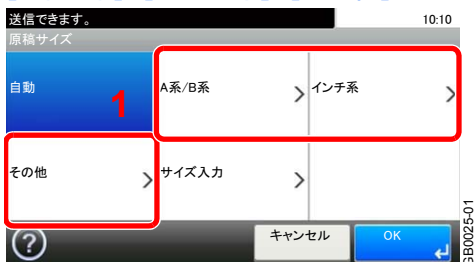 送信できます。 10:10
原稿サイズ
自動 1 A系/B系 > インチ系 >
その他 > サイズ入力 >
? キャンセル OK
GB0025-01